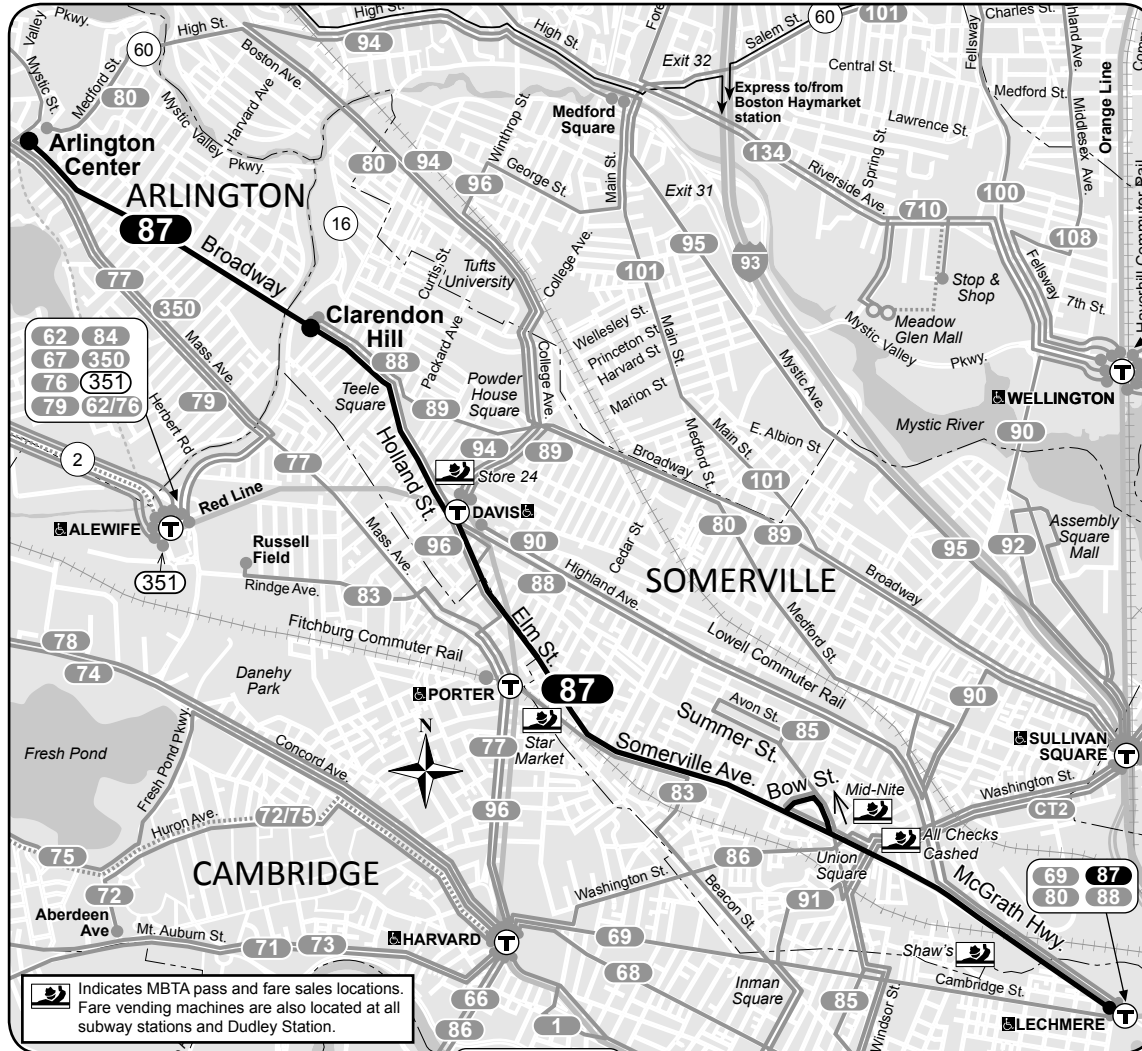 Valley
Pkwy.
Mystic St.
Medford St.
60
80
High St.
94
Boston Ave.
Harvard Ave
Mystic Valley
Pkwy.
High St.
High St.
Salem St.
60
101
Exit 32
Express to/from
Boston Haymarket
station
Central St.
Charles St.
Fellsway
Medford St.
Middlesex Ave.
Orange Line
Haverhill Commuter Rail
Lawrence St.
Spring St.
Medford
Square
Arlington
Center
ARLINGTON
87
Broadway
16
80
94
Winthrop St.
96
George St.
Main St.
Exit 31
134
Riverside Ave.
710
100
108
Fellsway
7th St.
95
93
Stop &
Shop
Meadow
Glen Mall
Mystic Valley
Pkwy.
T
WELLINGTON
Mystic River
Curtis St.
Tufts
University
College Ave.
101
Main St.
Wellesley St.
Princeton St.
Harvard St.
Marion St
Mystic Ave.
77
350
Mass. Ave.
62 84
67 350
76 351
79 62/76
Herbert Rd
79
2
Clarendon
Hill
88
Packard Ave
Teele
Square
Powder
House
Square
College Ave.
89
94
89
Store 24
Holland St.
77
Red Line
ALEWIFE
T
351
Mass. Ave.
T
DAVIS
96
90
88
Broadway
Medford St.
Main St.
E. Albion St
101
80
89
90
92
95
Assembly
Square
Mall
Broadway
Russell
Field
Rindge Ave.
83
Cedar St
Highland Ave.
SOMERVILLE
Medford St.
Lowell Commuter Rail
Fitchburg Commuter Rail
Elm St.
78
74
Danehy
Park
PORTER
T
87
Star
Market
N
Fresh Pond
Fresh Pond Pkwy.
Concord Ave.
77
96
Summer St.
Avon St.
85
90
SULLIVAN
SQUARE
T
Washington St.
CT2
Somerville Ave.
83
Bow St.
Mid-Nite
All Checks
Cashed
Union
Square
Huron Ave.
72/75
75
72
CAMBRIDGE
Aberdeen
Ave
Mt. Auburn St.
71
73
HARVARD
T
Washington St.
86
Beacon St.
91
McGrath Hwy.
69 87
80 88
69
68
66
86
1
Inman
Square
85
Windsor St.
Shaw's
Cambridge St.
LECHMERE
T
Indicates MBTA pass and fare sales locations.
Fare vending machines are also located at all
subway stations and Dudley Station.